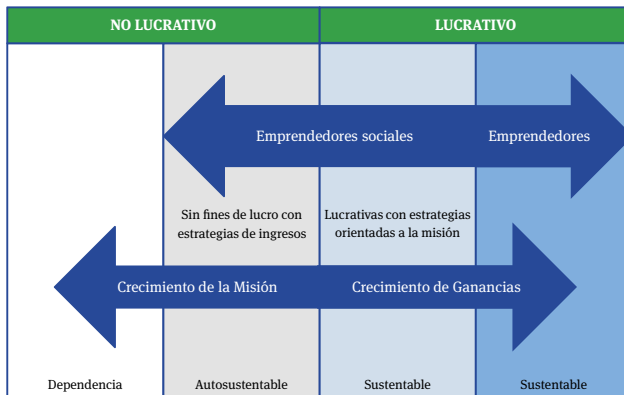 NO LUCRATIVO
LUCRATIVO
Emprendedores sociales
Emprendedores
Sin fines de lucro con
estrategias de ingresos
Lucrativas con estrategias
orientadas a la misión
Crecimiento de la Misión
Crecimiento de Ganancias
Dependencia
Autosustentable
Sustentable
Sustentable